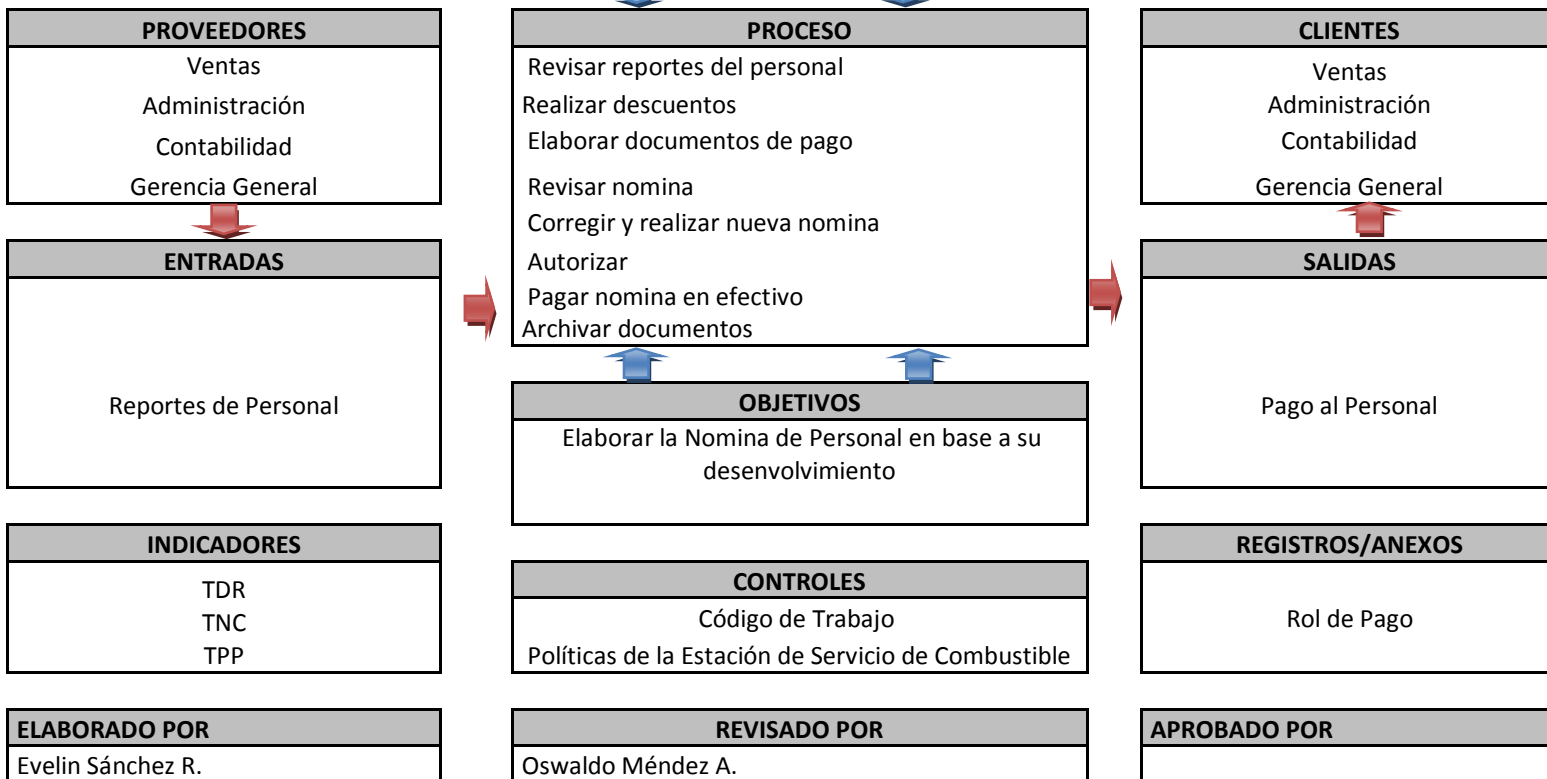 PROVEEDORES
Ventas
Administración
Contabilidad
Gerencia General
ENTRADAS
Reportes de Personal
INDICADORES
TDR
TNC
TPP
ELABORADO POR
Evelin Sánchez R.
PROCESO
Revisar reportes del personal
Realizar descuentos
Elaborar documentos de pago
Revisar nomina
Corregir y realizar nueva nomina
Autorizar
Pagar nomina en efectivo
Archivar documentos
OBJETIVOS
Elaborar la Nomina de Personal en base a su
desenvolvimiento
CONTROLES
Código de Trabajo
Políticas de la Estación de Servicio de Combustible
REVISADO POR
Oswaldo Méndez A.
CLIENTES
Ventas
Administración
Contabilidad
Gerencia General
SALIDAS
Pago al Personal
REGISTROS/ANEXOS
Rol de Pago
APROBADO POR